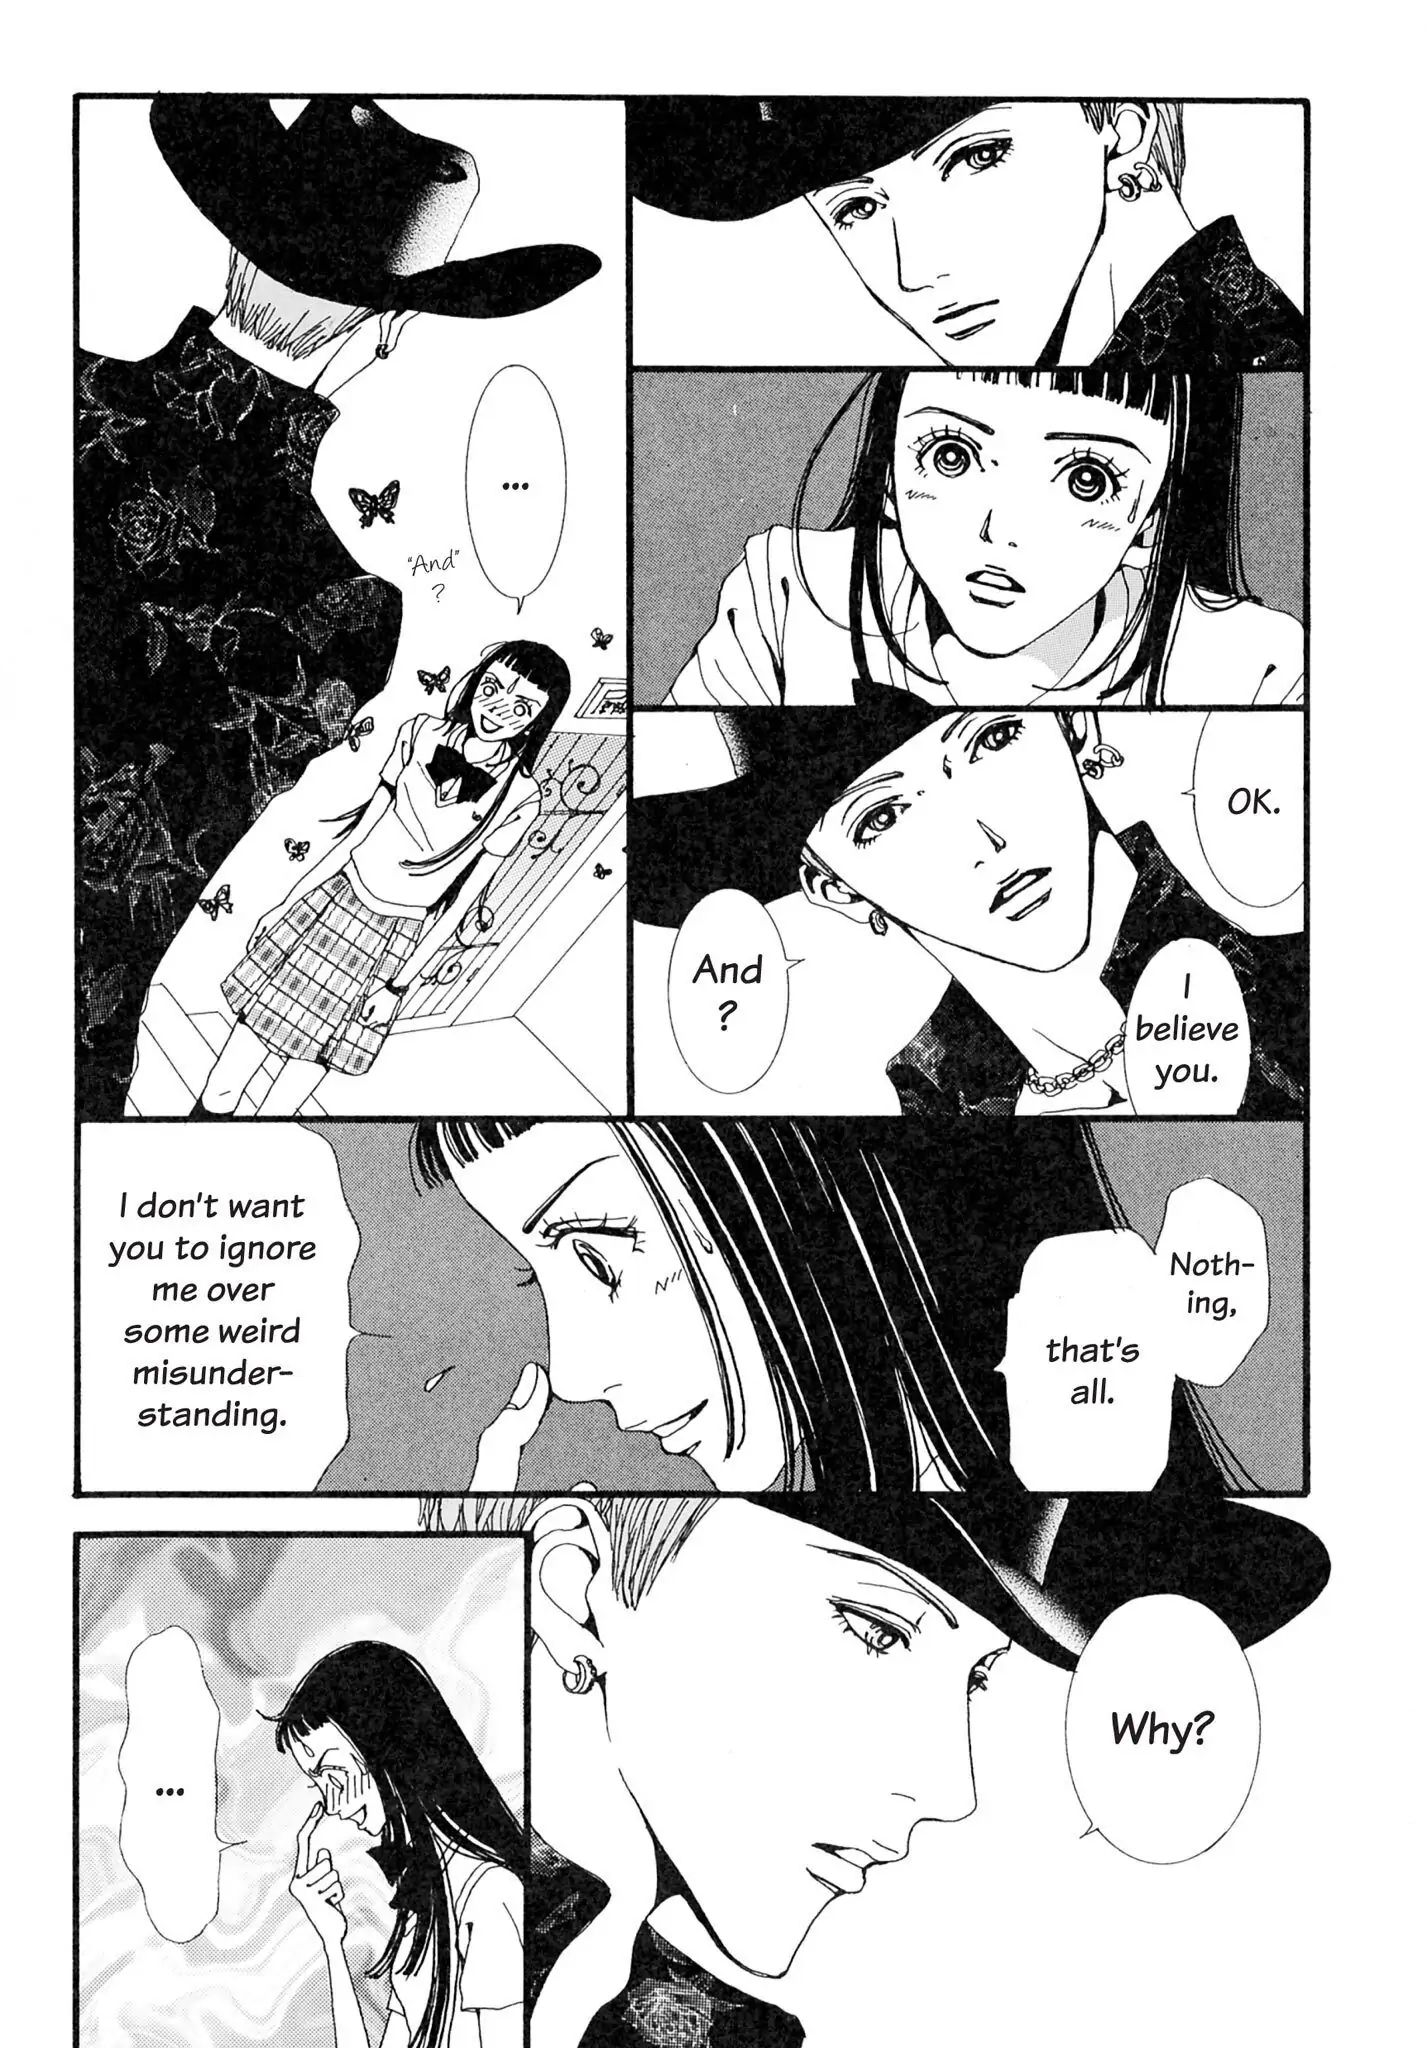 OK.
I
believe
you.
And
?
...
"And"
?
Noth-
ing,
that's
all.
I don't want
you to ignore
me over
some weird
misunder-
standing.
Why?
...